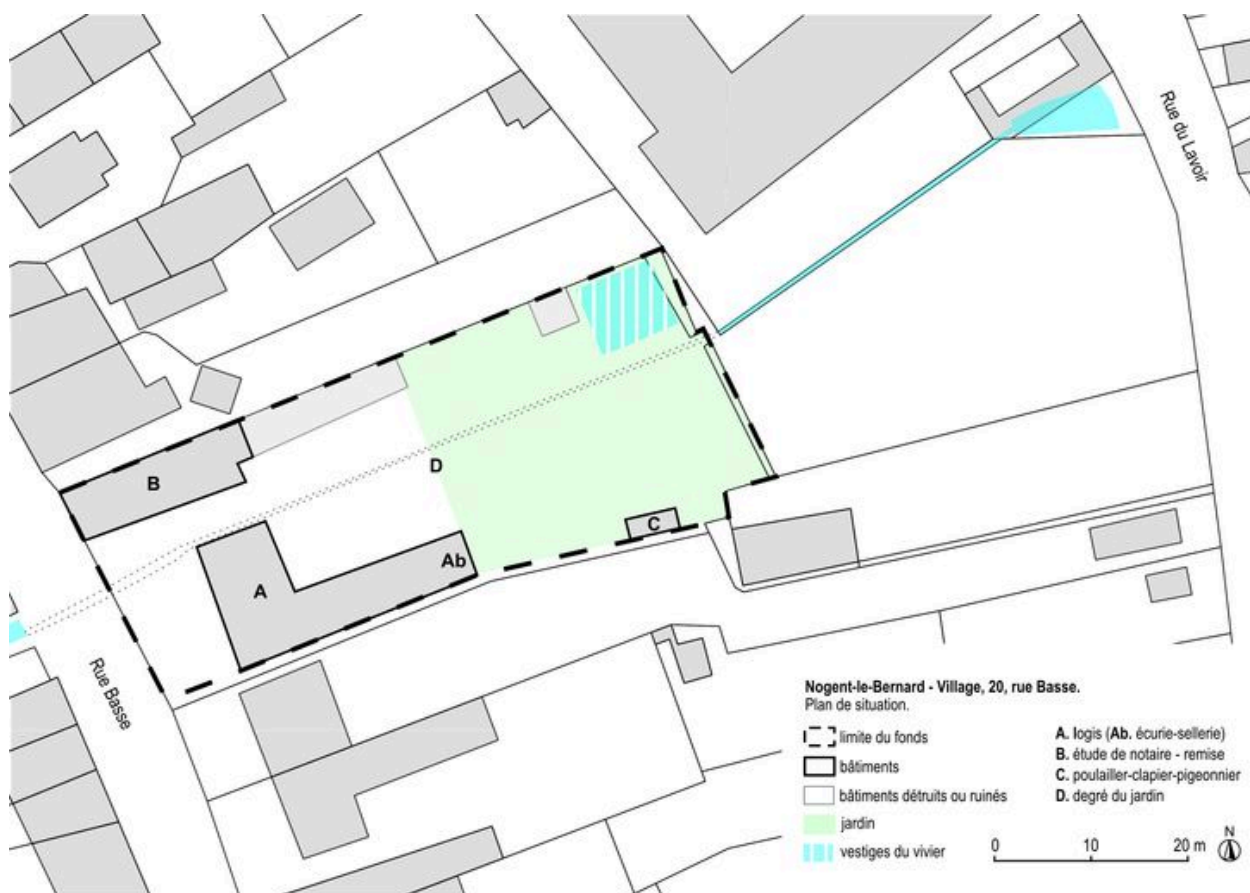 Rue du Lavoir
B
D
C
Ab
A
Rue Basse
Nogent-le-Bernard - Village, 20, rue Basse.
Plan de situation.
limite du fonds
bâtiments
bâtiments détruits ou ruinés
jardin
vestiges du vivier
A. logis (Ab. écurie-sellerie)
B. étude de notaire - remise
C. poulailler-clapier-pigeonnier
D. degré du jardin
0 10 20 m
N